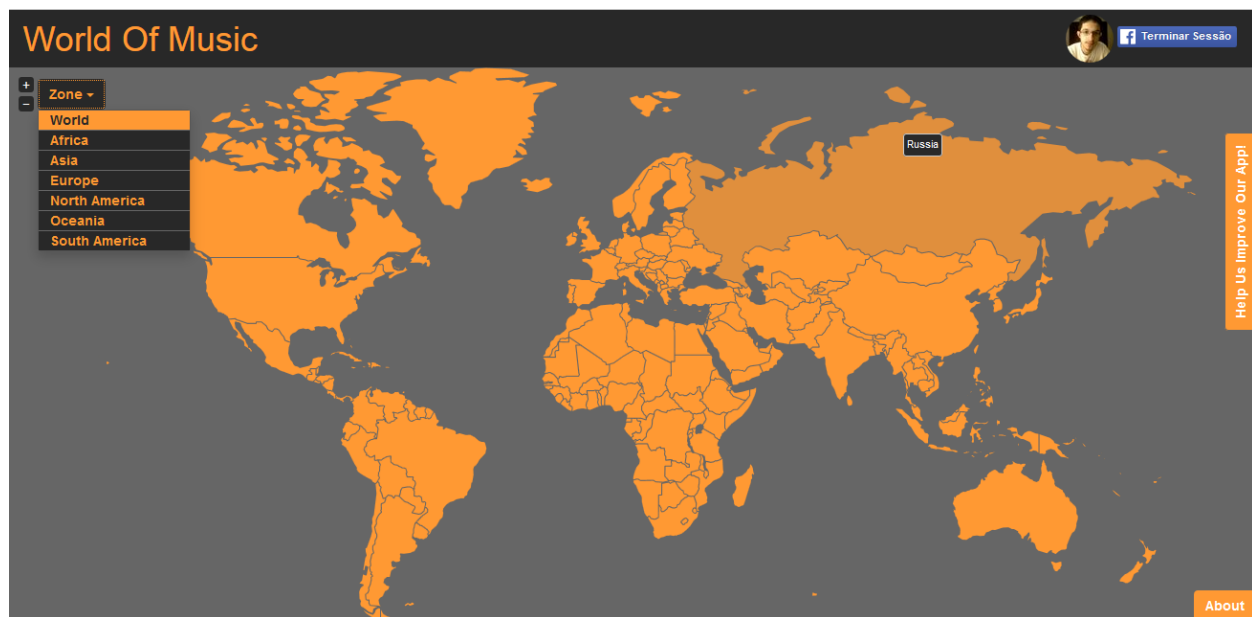 World Of Music
Terminar Sessão
+
−
Zone
World
Africa
Asia
Europe
North America
Oceania
South America
Russia
Help Us Improve Our App!
About